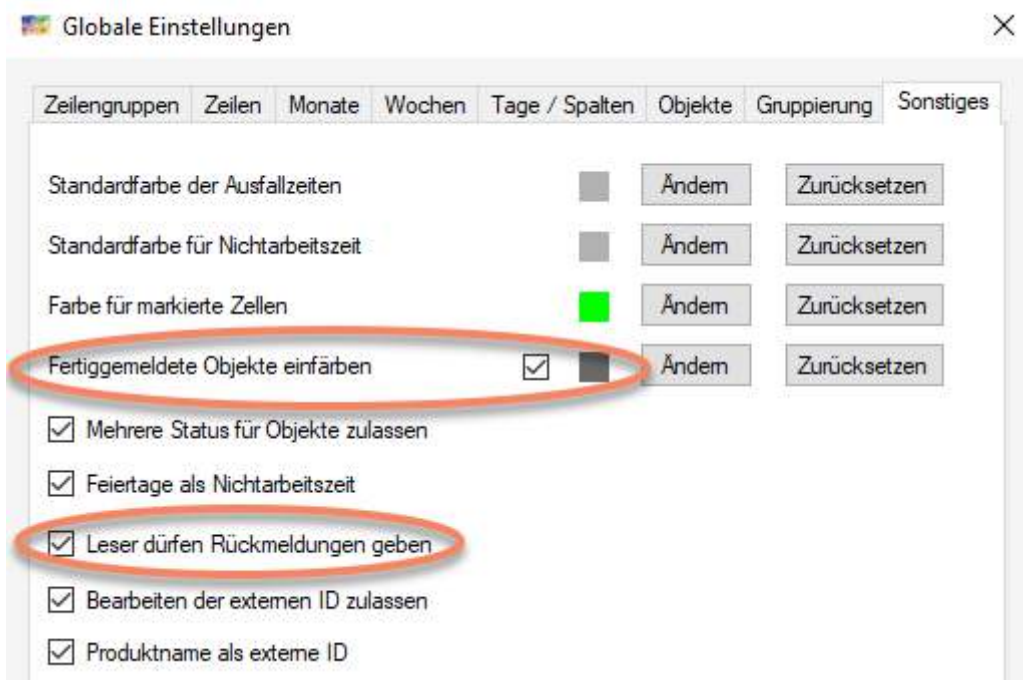 Globale Einstellungen
Zeilengruppen Zeilen Monate Wochen Tage / Spalten Objekte Gruppierung Sonstiges
Standardfarbe der Ausfallzeiten Ändern Zurücksetzen
Standardfarbe für Nichtarbeitszeit Ändern Zurücksetzen
Farbe für markierte Zellen Ändern Zurücksetzen
Fertiggemeldete Objekte einfärben Ändern Zurücksetzen
Mehrere Status für Objekte zulassen
Feiertage als Nichtarbeitszeit
Leser dürfen Rückmeldungen geben
Bearbeiten der externen ID zulassen
Produktname als externe ID